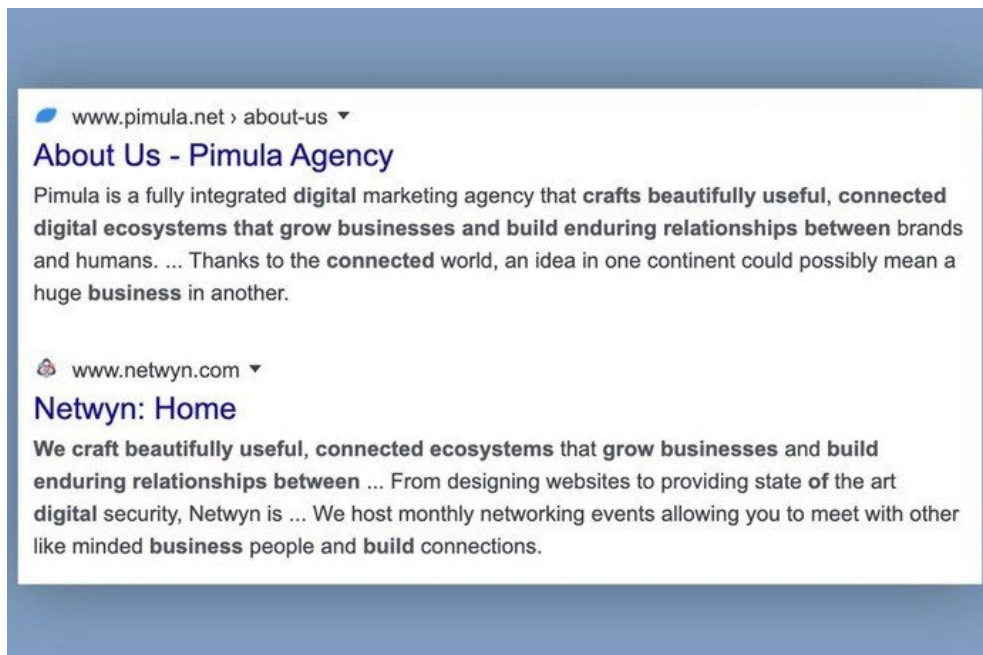 www.pimula.net › about-us
About Us - Pimula Agency
Pimula is a fully integrated digital marketing agency that crafts beautifully useful, connected
digital ecosystems that grow businesses and build enduring relationships between brands
and humans. ... Thanks to the connected world, an idea in one continent could possibly mean a
huge business in another.
www.netwyn.com
Netwyn: Home
We craft beautifully useful, connected ecosystems that grow businesses and build
enduring relationships between ... From designing websites to providing state of the art
digital security, Netwyn is ... We host monthly networking events allowing you to meet with other
like minded business people and build connections.